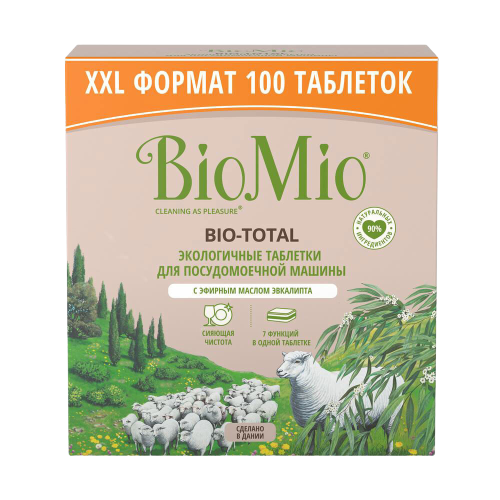 XXL ФОРМАТ 100 ТАБЛЕТОК
BioMio®
CLEANING AS PLEASURE®
НАТУРАЛЬНЫХ
90%
ИНГРЕДИЕНТОВ
BIO-TOTAL
ЭКОЛОГИЧНЫЕ ТАБЛЕТКИ
ДЛЯ ПОСУДОМОЕЧНОЙ МАШИНЫ
С ЭФИРНЫМ МАСЛОМ ЭВКАЛИПТА
СИЯЮЩАЯ
ЧИСТОТА
7 ФУНКЦИЙ
В ОДНОЙ ТАБЛЕТКЕ
СДЕЛАНО
В ДАНИИ